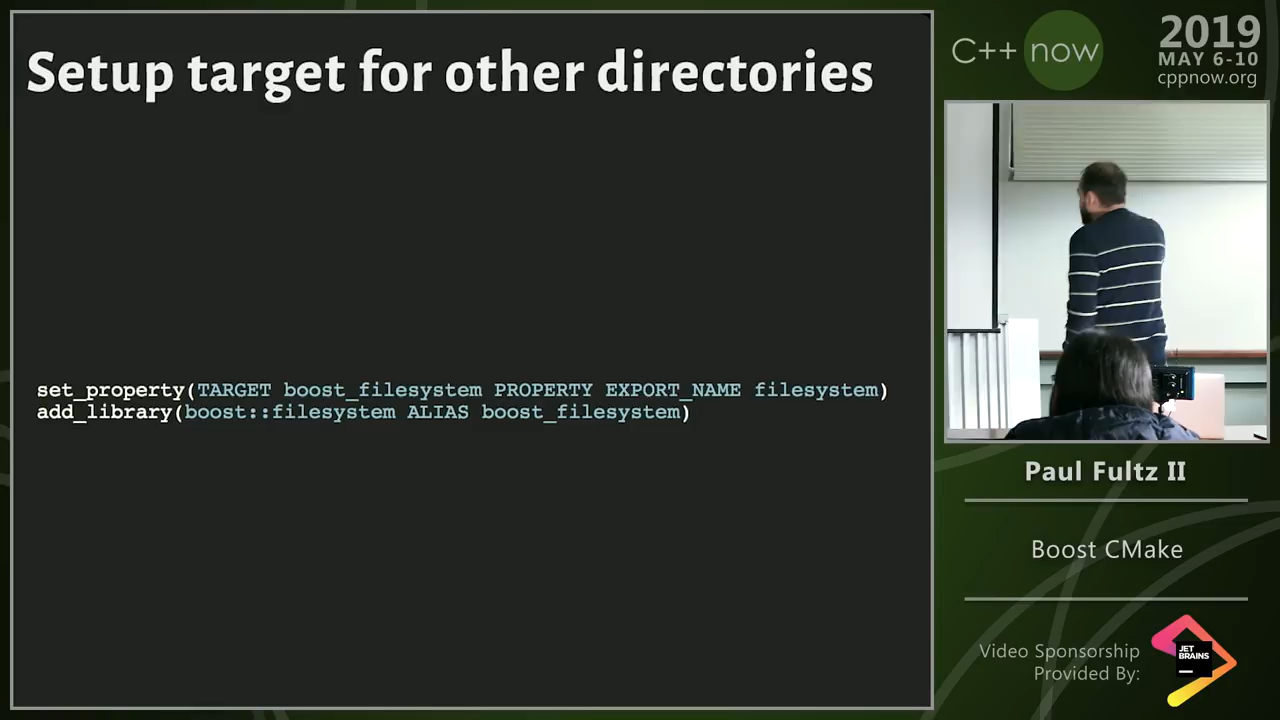 Setup target for other directories
set_property(TARGET boost_filesystem PROPERTY EXPORT_NAME filesystem)
add_library(boost::filesystem ALIAS boost_filesystem)
C++ now
2019
MAY 6-10
cppnow.org
Paul Fultz II
Boost CMake
Video Sponsorship
Provided By:
JET
BRAINS